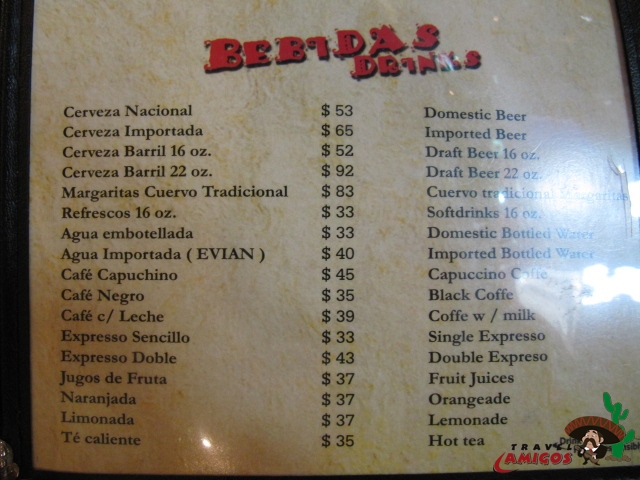 BEBIDAS
DRINKS
Cerveza Nacional $ 53 Domestic Beer
Cerveza Importada $ 65 Imported Beer
Cerveza Barril 16 oz. $ 52 Draft Beer 16 oz.
Cerveza Barril 22 oz. $ 92 Draft Beer 22 oz.
Margaritas Cuervo Tradicional $ 83 Cuervo tradicional Margaritas
Refrescos 16 oz. $ 33 Softdrinks 16 oz.
Agua embotellada $ 33 Domestic Bottled Water
Agua Importada ( EVIAN ) $ 40 Imported Bottled Water
Café Capuchino $ 45 Capuccino Coffe
Café Negro $ 35 Black Coffe
Café c/ Leche $ 39 Coffe w / milk
Expresso Sencillo $ 33 Single Expresso
Expresso Doble $ 43 Double Expreso
Jugos de Fruta $ 37 Fruit Juices
Naranjada $ 37 Orangeade
Limonada $ 37 Lemonade
Té caliente $ 35 Hot tea
TRAVEL
AMIGOS